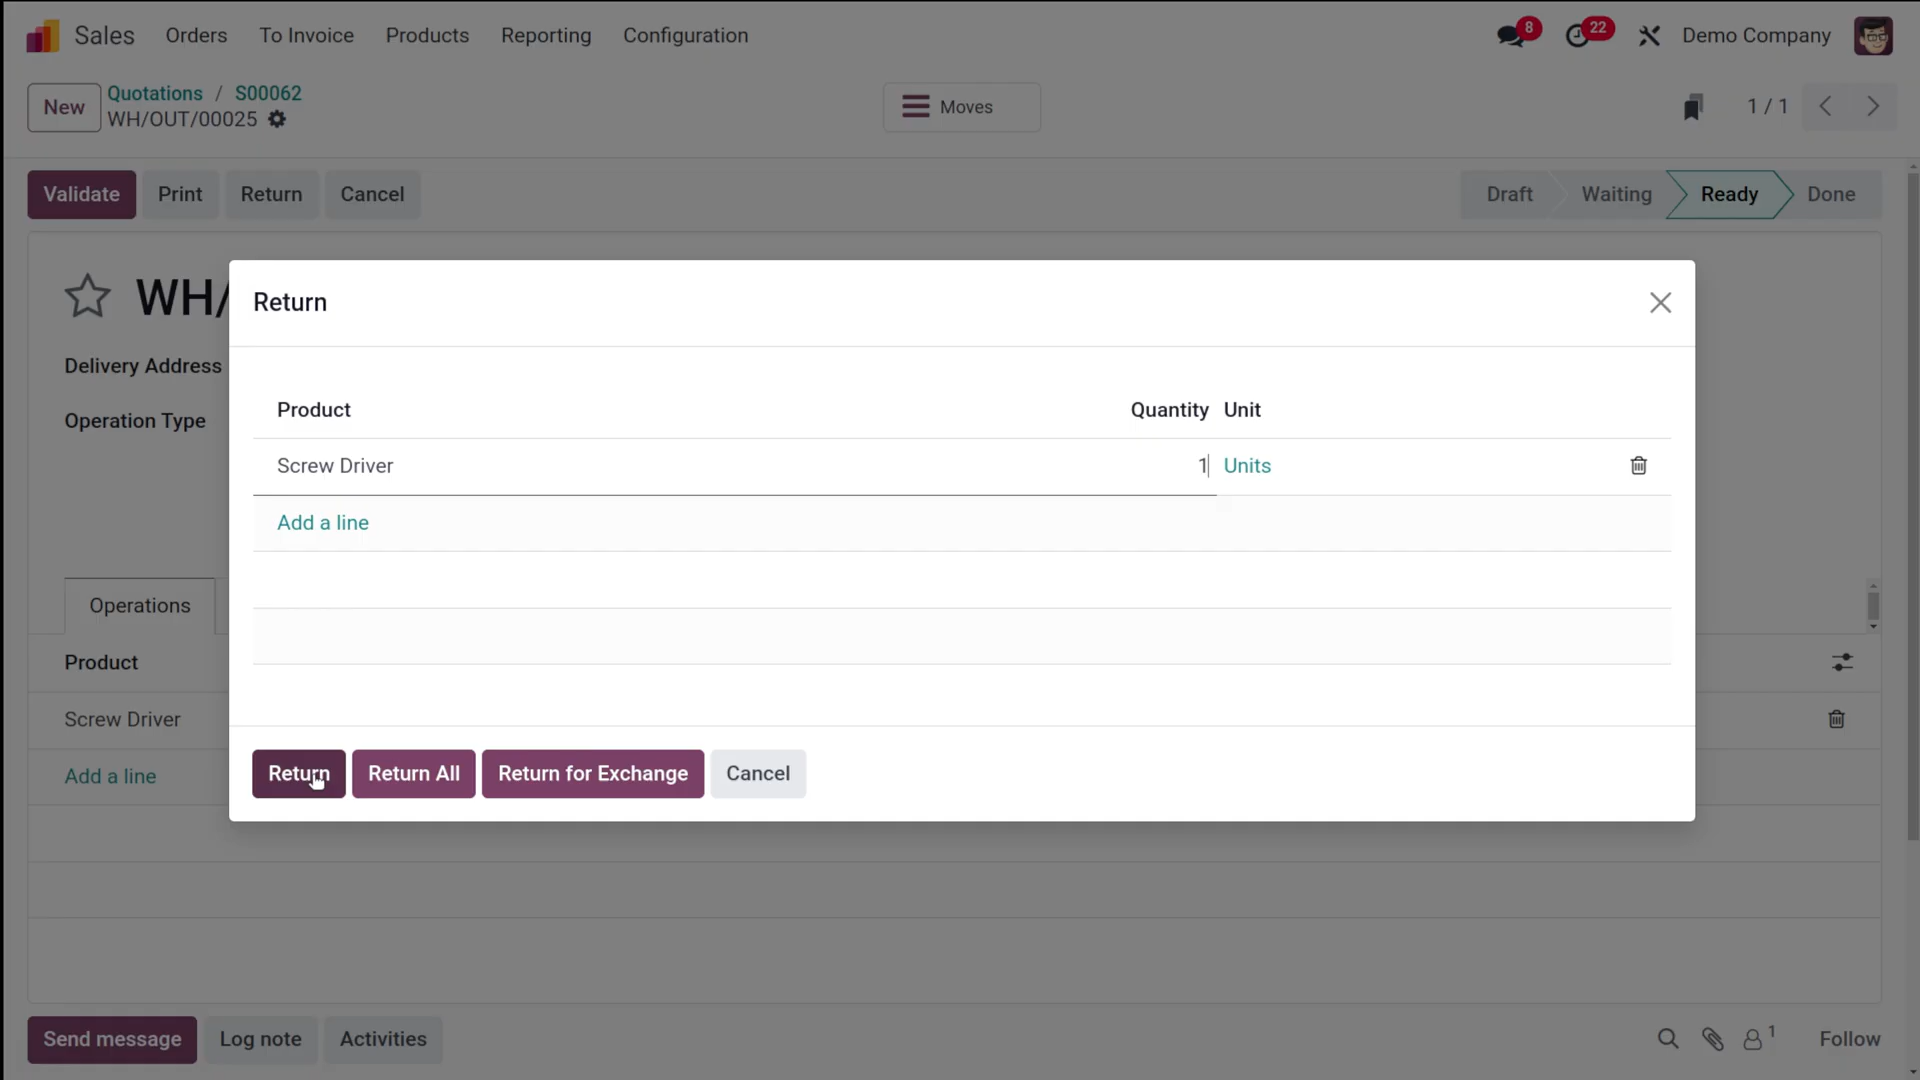 Sales Orders To Invoice Products Reporting Configuration 8 22 Demo Company
New Quotations / S00062 Moves 1 / 1
WH/OUT/00025
Validate Print Return Cancel Draft Waiting Ready Done
WH/
Return
Delivery Address
Operation Type
Product Quantity Unit
Screw Driver 1 Units
Add a line
Operations
Product
Screw Driver
Add a line
Return Return All Return for Exchange Cancel
Send message Log note Activities 1 Follow